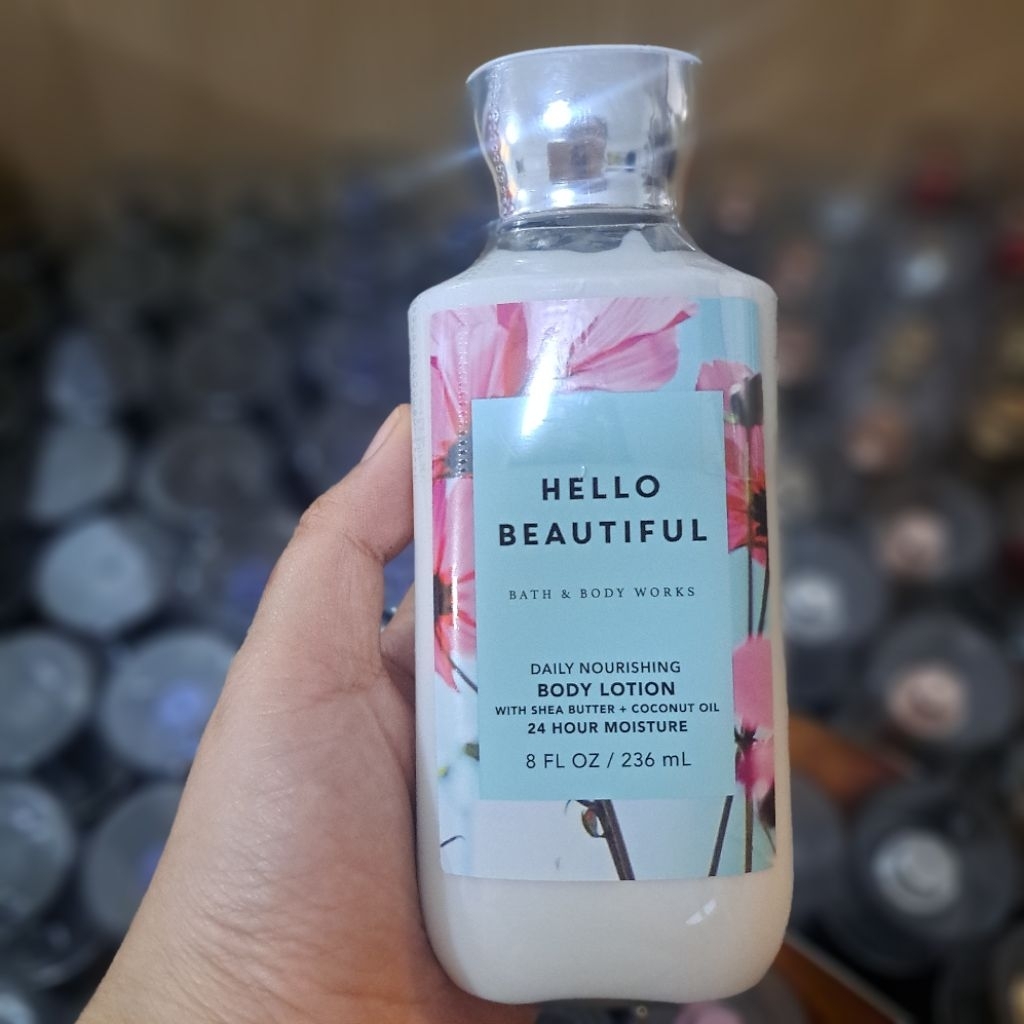 HELLO
BEAUTIFUL
BATH & BODY WORKS
DAILY NOURISHING
BODY LOTION
WITH SHEA BUTTER + COCONUT OIL
24 HOUR MOISTURE
8 FL OZ / 236 mL